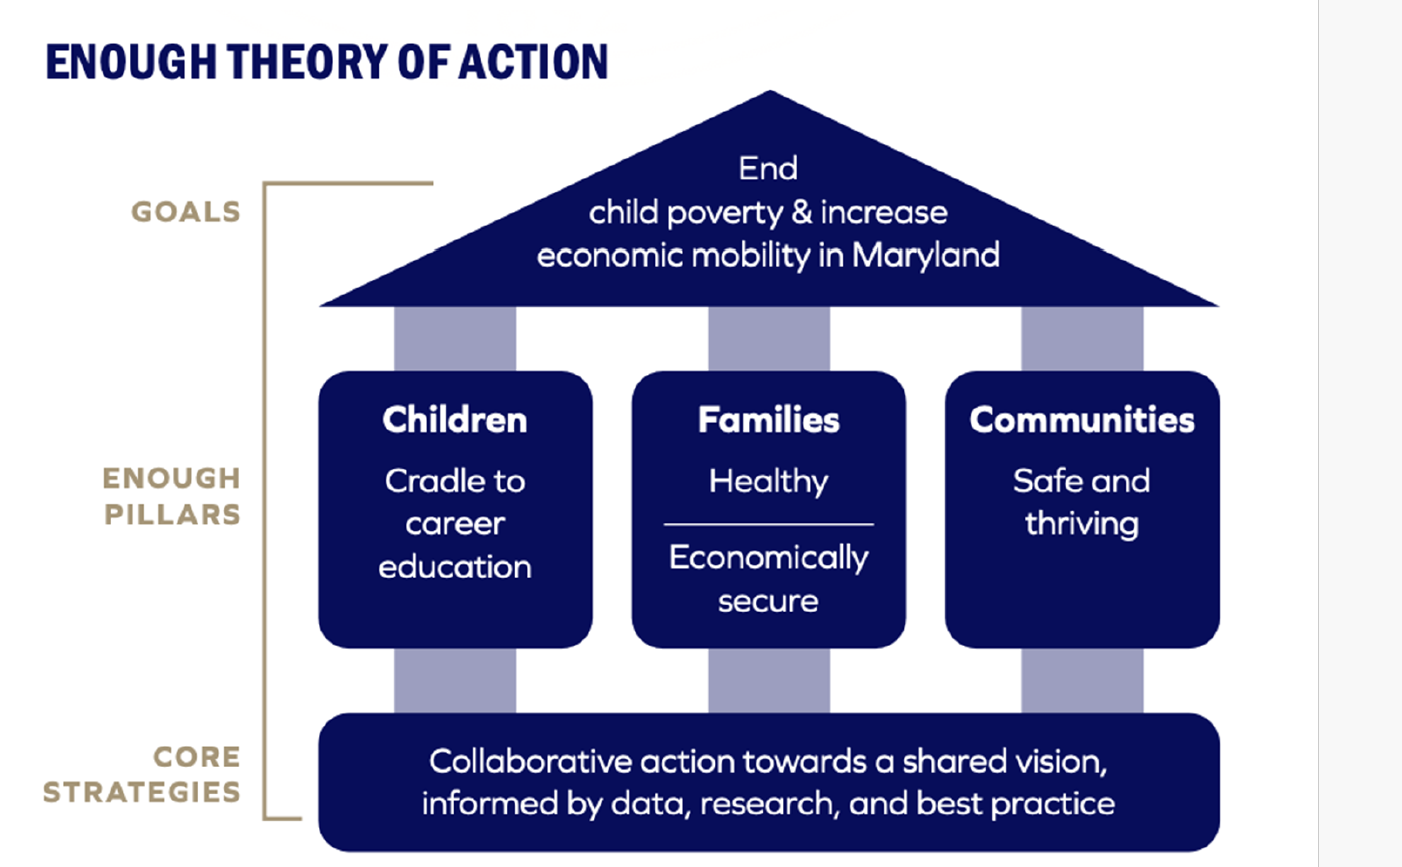 ENOUGH THEORY OF ACTION
GOALS
End
child poverty & increase
economic mobility in Maryland
ENOUGH
PILLARS
Children
Cradle to
career
education
Families
Healthy
Economically
secure
Communities
Safe and
thriving
CORE
STRATEGIES
Collaborative action towards a shared vision,
informed by data, research, and best practice